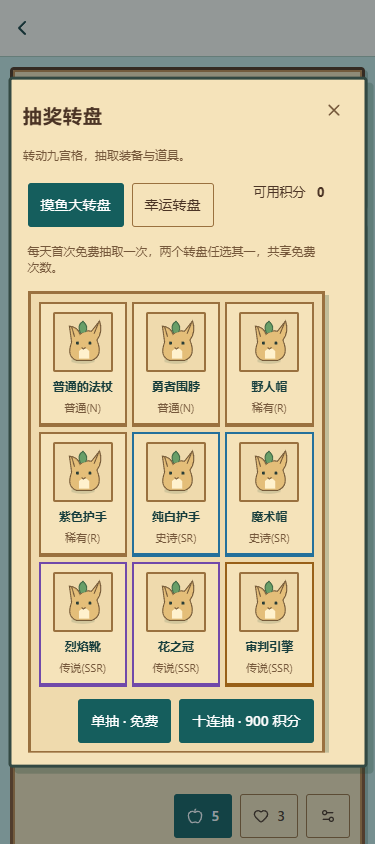 抽奖转盘
转动九宫格，抽取装备与道具。
摸鱼大转盘 幸运转盘 可用积分 0
每天首次免费抽取一次，两个转盘任选其一，共享免费
次数。
普通的法杖 勇者围脖 野人帽
普通(N) 普通(N) 稀有(R)
紫色护手 纯白护手 魔术帽
稀有(R) 史诗(SR) 史诗(SR)
烈焰靴 花之冠 审判引擎
传说(SSR) 传说(SSR) 传说(SSR)
单抽 · 免费 十连抽 · 900 积分
5 3